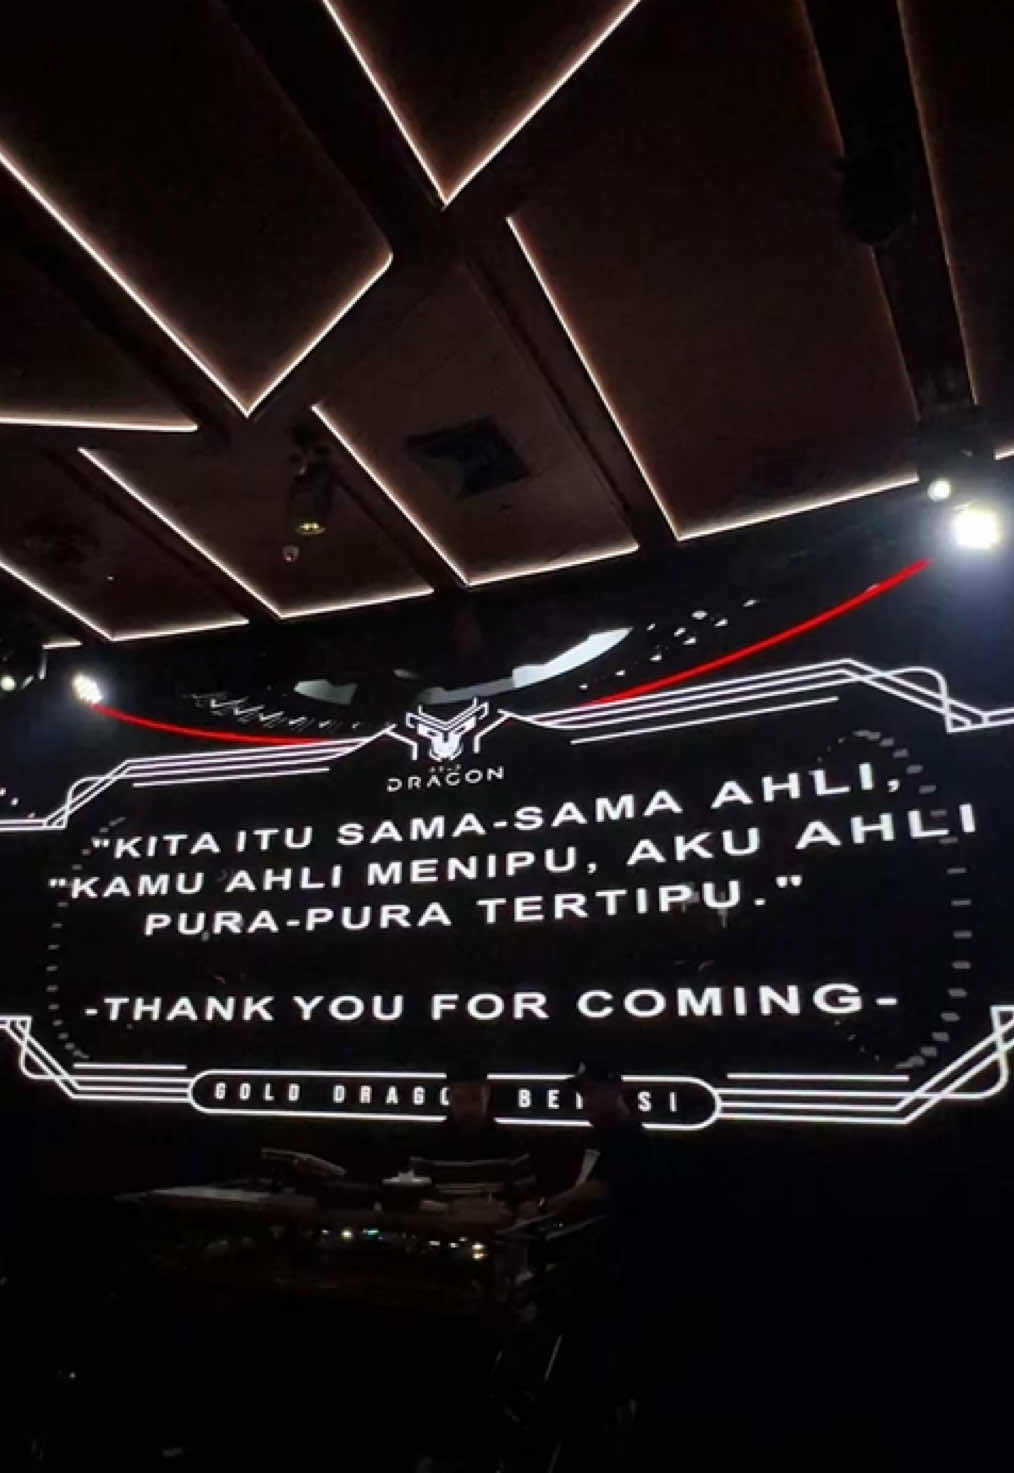 DRAGON
"KITA ITU SAMA-SAMA AHLI,
"KAMU AHLI MENIPU, AKU AHLI
PURA-PURA TERTIPU."
-THANK YOU FOR COMING-
GOLD